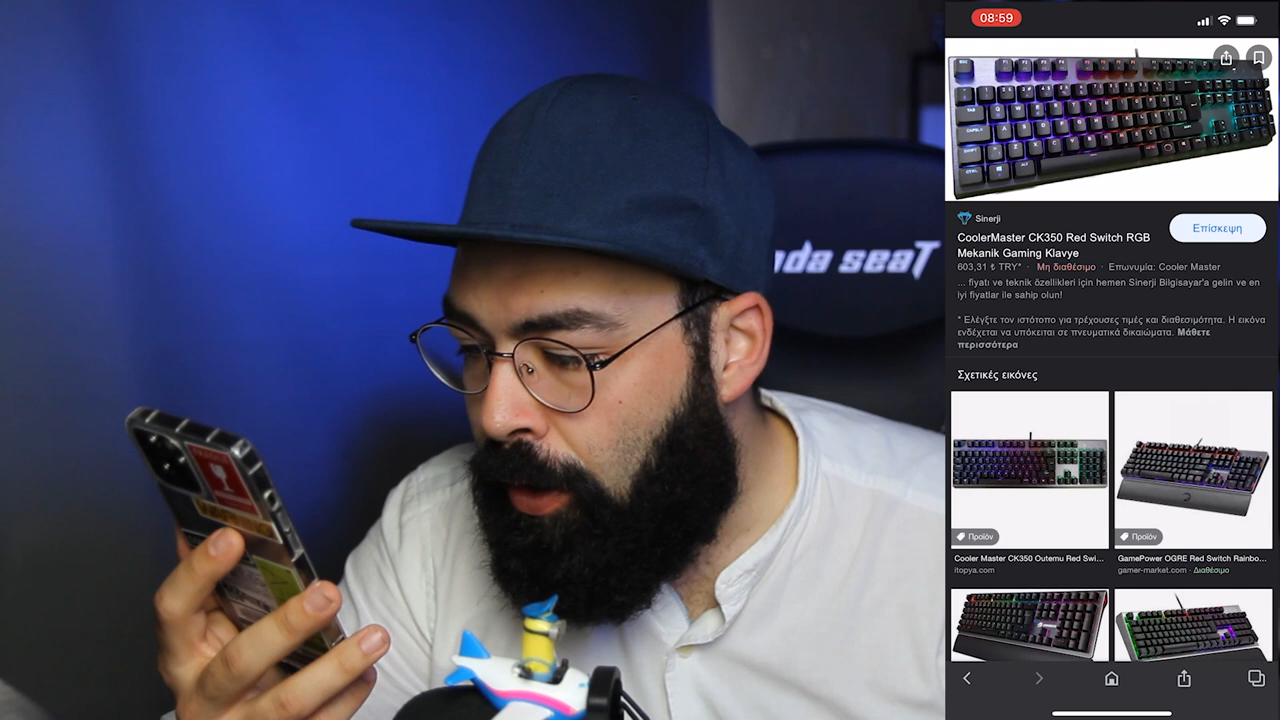 nda seaT
08:59
Sinerji
Επίσκεψη
CoolerMaster CK350 Red Switch RGB
Mekanik Gaming Klavye
603,31 ₺ TRY* · Μη διαθέσιμο · Επωνυμία: Cooler Master
... fiyatı ve teknik özellikleri için hemen Sinerji Bilgisayar'a gelin ve en
iyi fiyatlar ile sahip olun!
* Ελέγξτε τον ιστότοπο για τρέχουσες τιμές και διαθεσιμότητα. Η εικόνα
ενδέχεται να υπόκειται σε πνευματικά δικαιώματα. Μάθετε
περισσότερα
Σχετικές εικόνες
Προϊόν
Προϊόν
Cooler Master CK350 Outemu Red Swi...
itopya.com
GamePower OGRE Red Switch Rainbo...
gamer-market.com · Διαθέσιμο